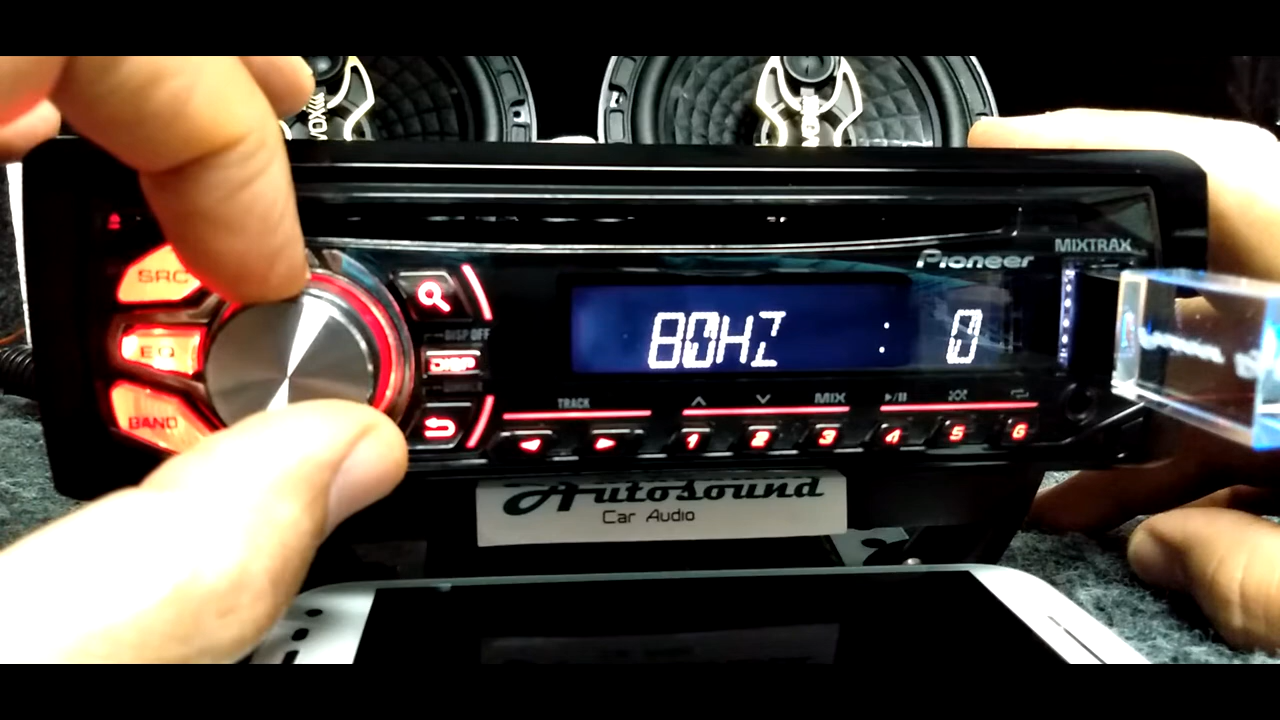 MIXTRAX
Pioneer
SRC
EQ
BAND
DISP OFF
DISP
80HZ : 0
TRACK
MIX
1 2 3 4 5 6
Autosound
Car Audio